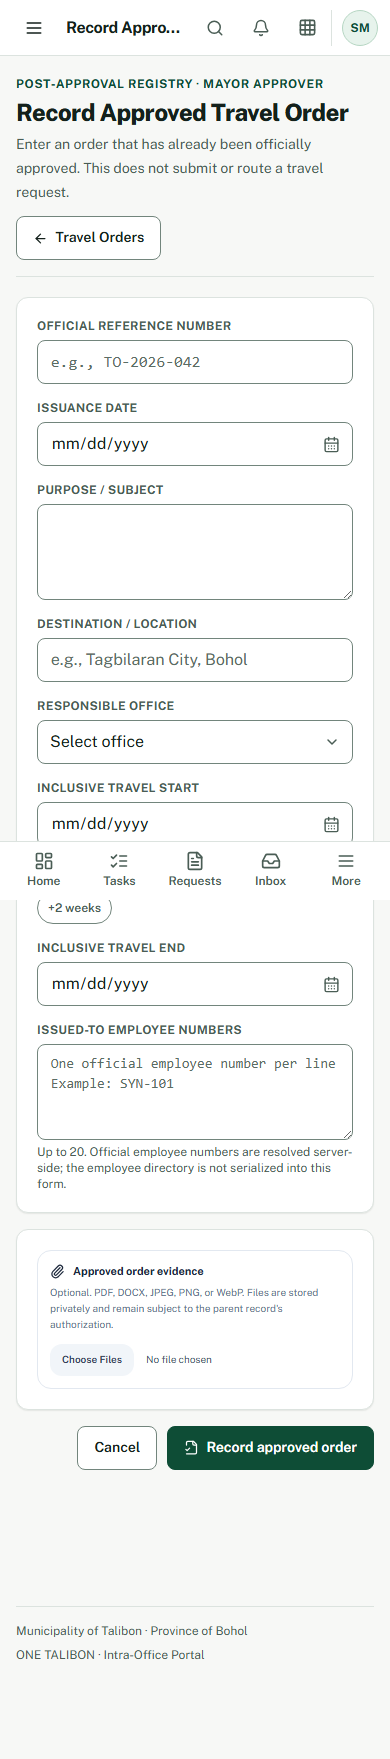 Record Appro...
SM
POST-APPROVAL REGISTRY · MAYOR APPROVER
Record Approved Travel Order
Enter an order that has already been officially
approved. This does not submit or route a travel
request.
Travel Orders
OFFICIAL REFERENCE NUMBER
e.g., TO-2026-042
ISSUANCE DATE
mm/dd/yyyy
PURPOSE / SUBJECT
DESTINATION / LOCATION
e.g., Tagbilaran City, Bohol
RESPONSIBLE OFFICE
Select office
INCLUSIVE TRAVEL START
mm/dd/yyyy
Home Tasks Requests Inbox More
+2 weeks
INCLUSIVE TRAVEL END
mm/dd/yyyy
ISSUED-TO EMPLOYEE NUMBERS
One official employee number per line
Example: SYN-101
Up to 20. Official employee numbers are resolved server-
side; the employee directory is not serialized into this
form.
Approved order evidence
Optional. PDF, DOCX, JPEG, PNG, or WebP. Files are stored
privately and remain subject to the parent record's
authorization.
Choose Files No file chosen
Cancel Record approved order
Municipality of Talibon · Province of Bohol
ONE TALIBON · Intra-Office Portal